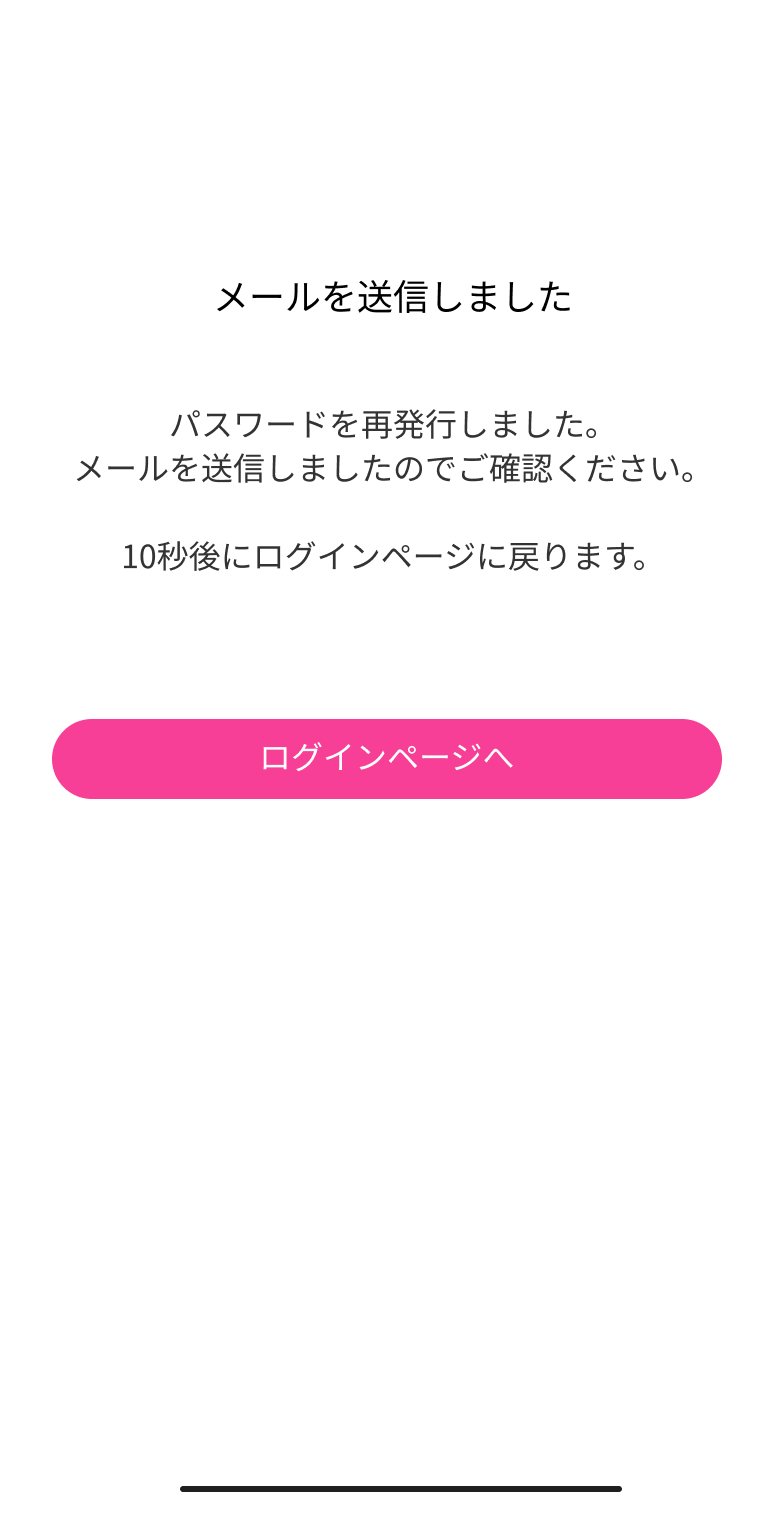 メールを送信しました
パスワードを再発行しました。
メールを送信しましたのでご確認ください。
10秒後にログインページに戻ります。
ログインページへ